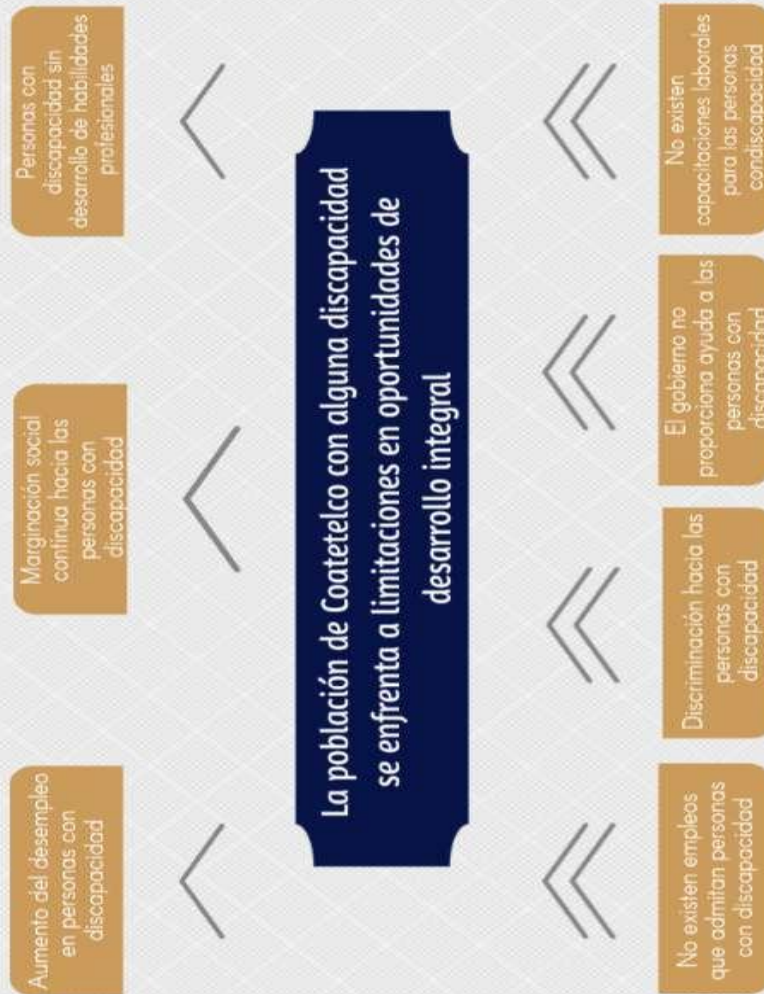 Aumento del desempleo
en personas con
discapacidad
Marginación social
continua hacia las
personas con
discapacidad
Personas con
discapacidad sin
desarrollo de habilidades
profesionales
La población de Coatetelco con alguna discapacidad
se enfrenta a limitaciones en oportunidades de
desarrollo integral
No existen empleos
que admitan personas
con discapacidad
Discriminación hacia las
personas con
discapacidad
El gobierno no
proporciona ayuda a las
personas con
discapacidad
No existen
capacitaciones laborales
para las personas
condiscapacidad